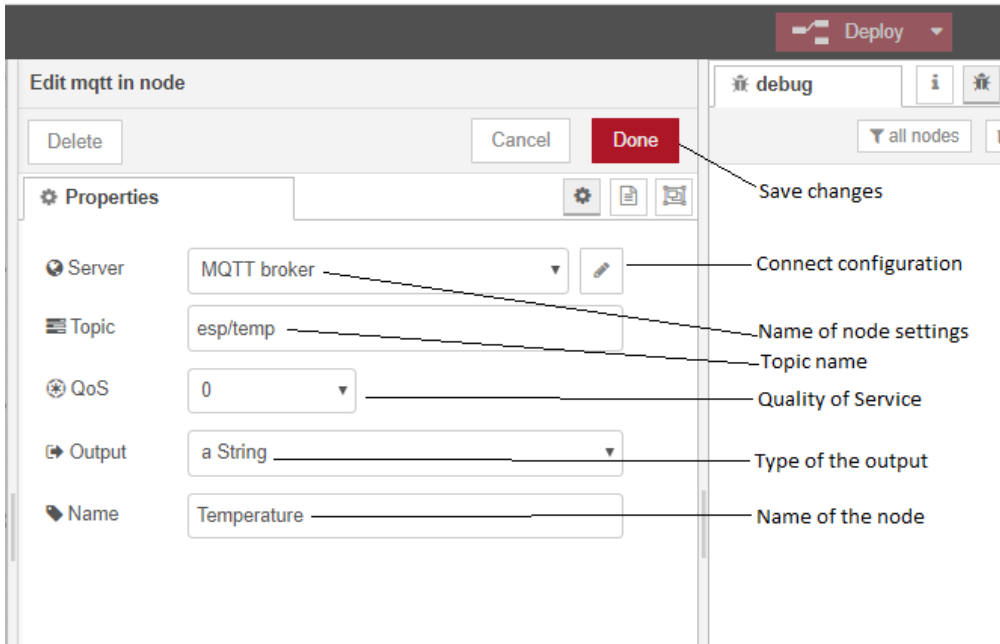 Deploy
Edit mqtt in node
debug
i
Delete
Cancel
Done
all nodes
Save changes
Properties
Server
MQTT broker
Connect configuration
Topic
esp/temp
Name of node settings
Topic name
QoS
0
Quality of Service
Output
a String
Type of the output
Name
Temperature
Name of the node